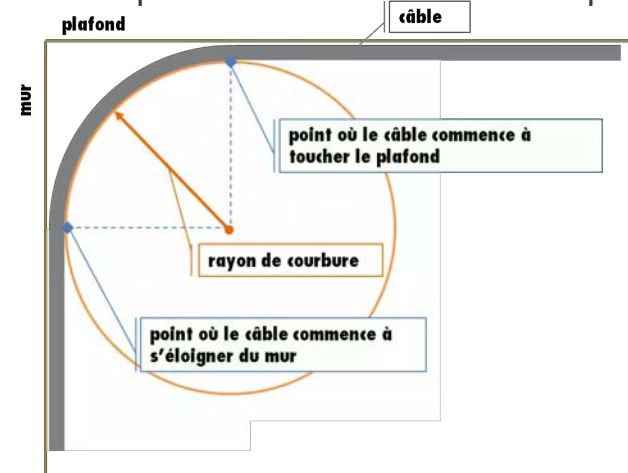 plafond
câble
mur
point où le câble commence à
toucher le plafond
rayon de courbure
point où le câble commence à
s'éloigner du mur